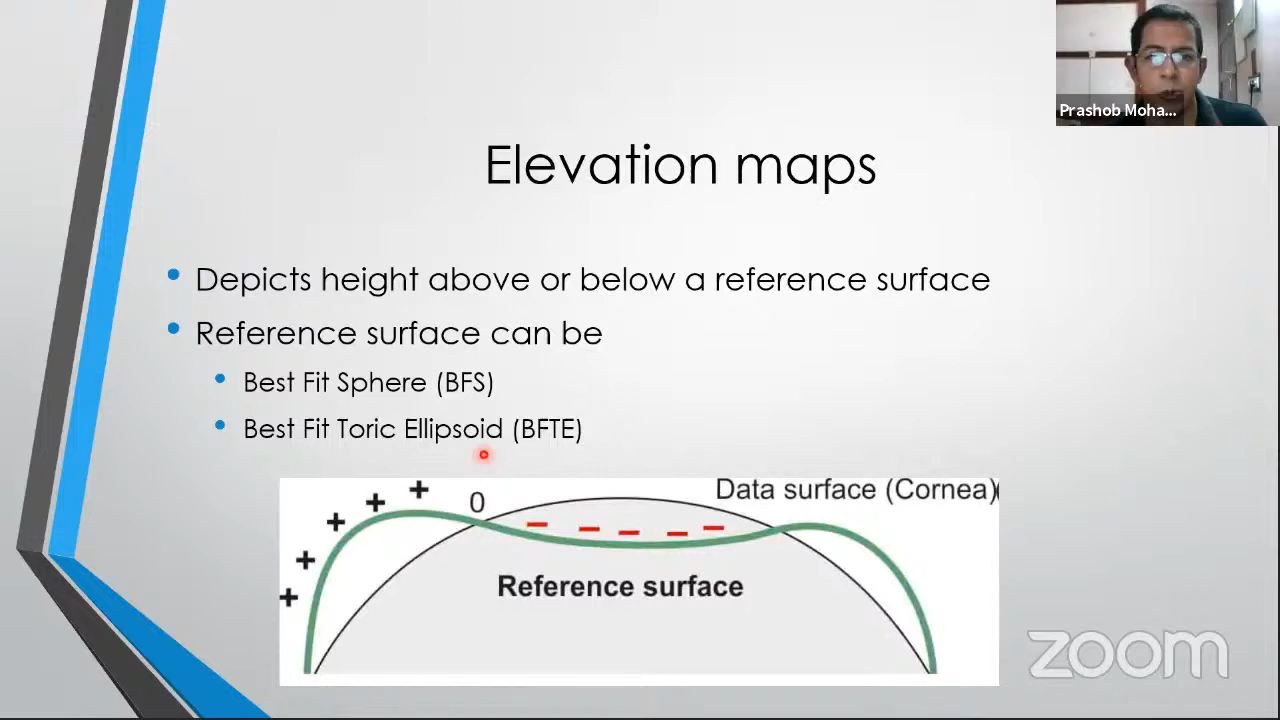 Prashob Moha...
Elevation maps
Depicts height above or below a reference surface
Reference surface can be
Best Fit Sphere (BFS)
Best Fit Toric Ellipsoid (BFTE)
Data surface (Cornea)
+ + + + + 0 − − − − −
Reference surface
zoom